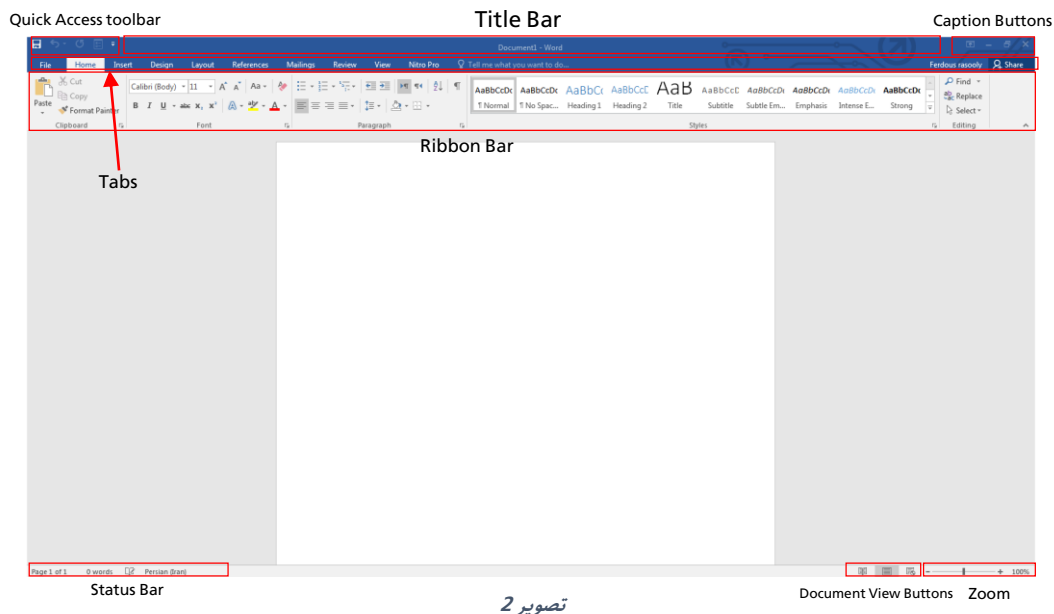 Quick Access toolbar
Title Bar
Caption Buttons
Document1 - Word
File Home Insert Design Layout References Mailings Review View Nitro Pro Tell me what you want to do... Ferdous rasooly Share
Paste
Cut
Copy
Format Painter
Clipboard
Calibri (Body) 11 A A Aa
B I U abc x, x² A A
Font
Paragraph
AaBbCcDc AaBbCcDc AaBbCc AaBbCcC AaB AaBbCcD AaBbCcDc AaBbCcDc AaBbCcDc AaBbCcDc
¶ Normal ¶ No Spac... Heading 1 Heading 2 Title Subtitle Subtle Em... Emphasis Intense E... Strong
Styles
Find
Replace
Select
Editing
Ribbon Bar
Tabs
Page 1 of 1 0 words Persian (Iran)
100%
Status Bar
Document View Buttons
Zoom
تصویر 2